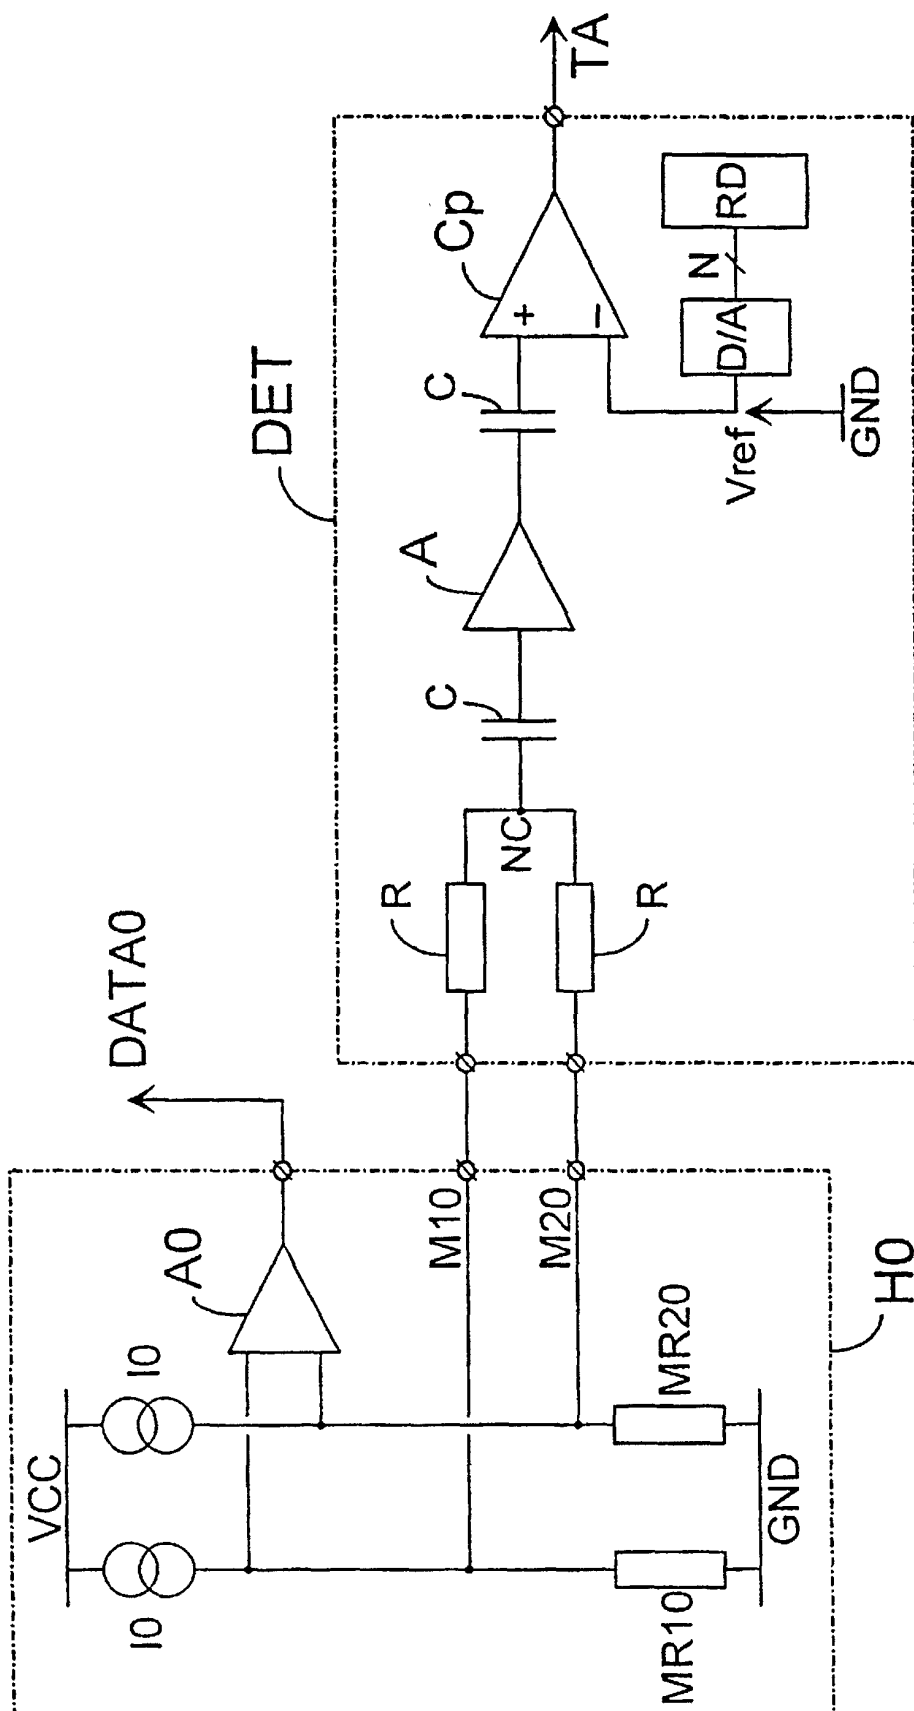 VCC
I0
I0
A0
DATA0
M10
M20
MR10
MR20
GND
H0
DET
R
R
NC
C
A
C
Cp
+
−
Vref
GND
D/A
N
RD
TA